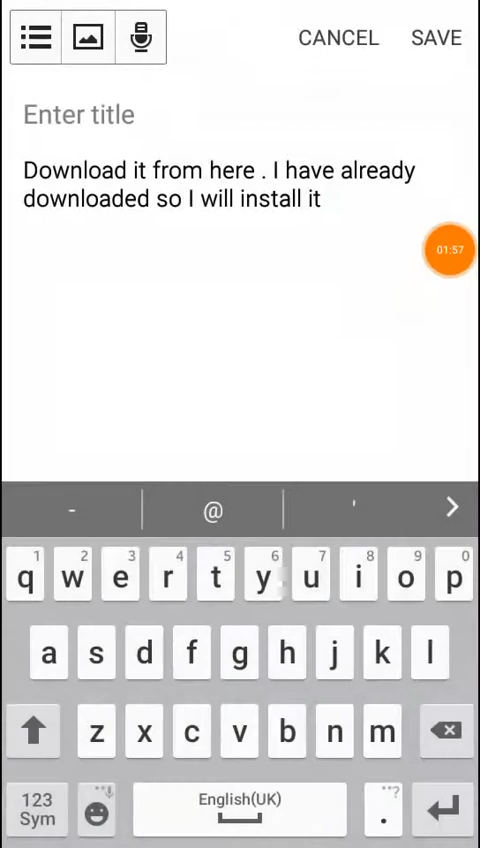 CANCEL SAVE
Enter title
Download it from here . I have already
downloaded so I will install it
01:57
- @ '
1 2 3 4 5 6 7 8 9 0
q w e r t y u i o p
a s d f g h j k l
z x c v b n m
123 English(UK) ?
Sym .